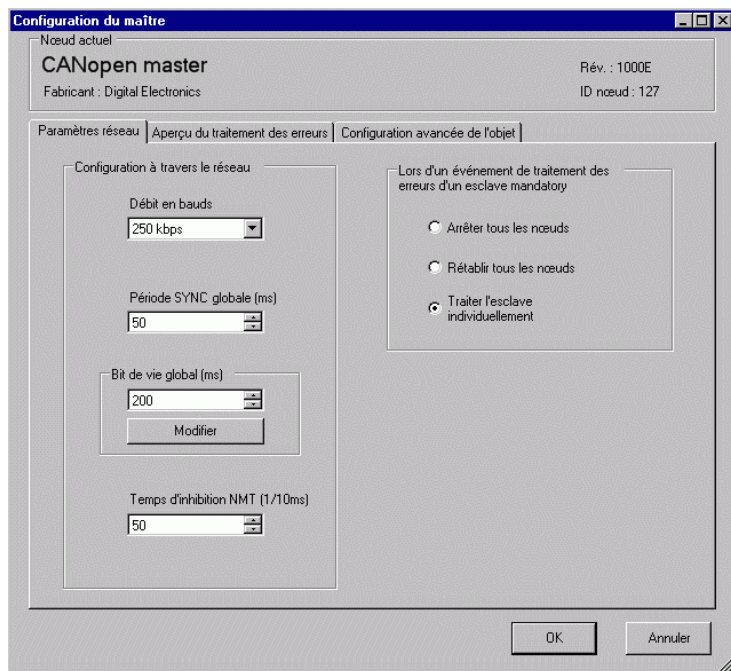 Configuration du maître
Nœud actuel
CANopen master
Rév. : 1000E
Fabricant : Digital Electronics
ID nœud : 127
Paramètres réseau
Aperçu du traitement des erreurs
Configuration avancée de l'objet
Configuration à travers le réseau
Débit en bauds
250 kbps
Période SYNC globale (ms)
50
Bit de vie global (ms)
200
Modifier
Temps d'inhibition NMT (1/10ms)
50
Lors d'un événement de traitement des
erreurs d'un esclave mandatory
Arrêter tous les nœuds
Rétablir tous les nœuds
Traiter l'esclave
individuellement
OK
Annuler